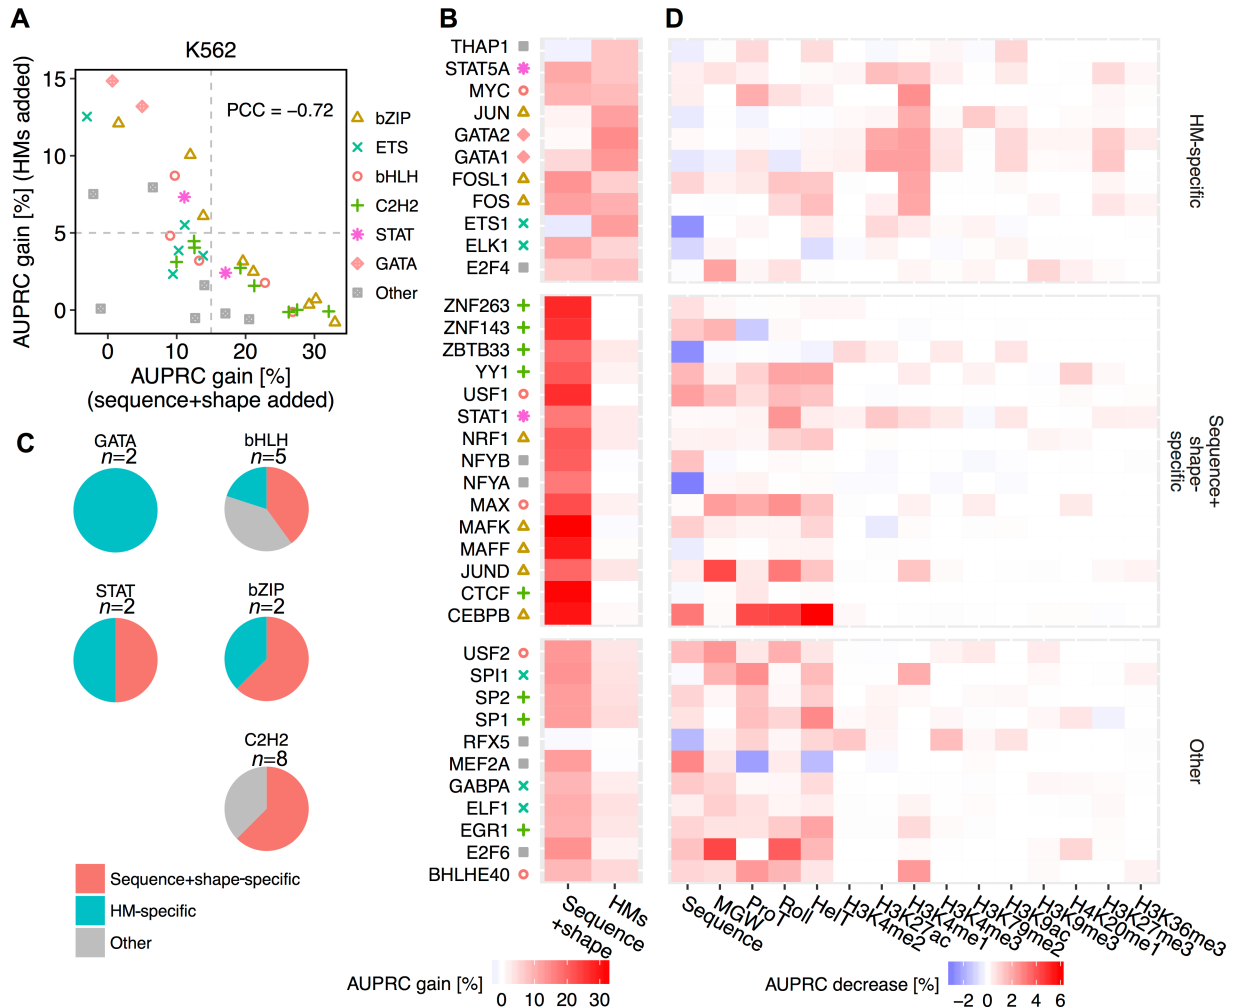 A
K562
15
10
5
0
AUPRC gain [%] (HMs added)
PCC = −0.72
0
10
20
30
AUPRC gain [%]
(sequence+shape added)
bZIP
ETS
bHLH
C2H2
STAT
GATA
Other
B
THAP1
STAT5A
MYC
JUN
GATA2
GATA1
FOSL1
FOS
ETS1
ELK1
E2F4
ZNF263
ZNF143
ZBTB33
YY1
USF1
STAT1
NRF1
NFYB
NFYA
MAX
MAFK
MAFF
JUND
CTCF
CEBPB
USF2
SPI1
SP2
SP1
RFX5
MEF2A
GABPA
ELF1
EGR1
E2F6
BHLHE40
Sequence
+shape
HMs
AUPRC gain [%]
0 10 20 30
C
GATA
n=2
bHLH
n=5
STAT
n=2
bZIP
n=2
C2H2
n=8
Sequence+shape-specific
HM-specific
Other
D
HM-specific
Sequence+
shape-
specific
Other
Sequence
MGW
ProT
Roll
HelT
H3K4me2
H3K27ac
H3K4me1
H3K4me3
H3K79me2
H3K9ac
H3K9me3
H4K20me1
H3K27me3
H3K36me3
AUPRC decrease [%]
−2 0 2 4 6